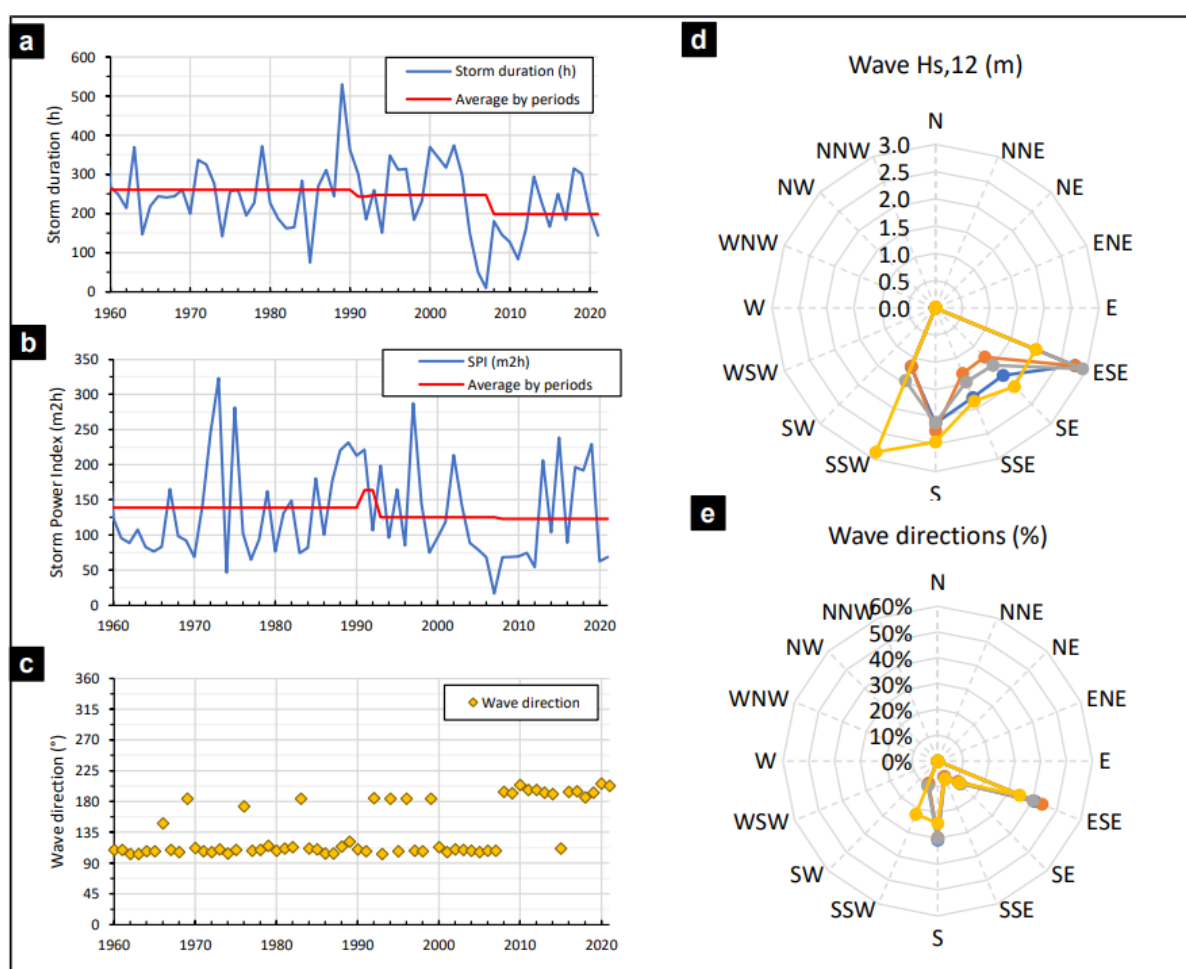 a
600
500
400
300
200
100
0
Storm duration (h)
Storm duration (h)
Average by periods
1960 1970 1980 1990 2000 2010 2020
b
350
300
250
200
150
100
50
0
Storm Power Index (m2h)
SPI (m2h)
Average by periods
1960 1970 1980 1990 2000 2010 2020
c
360
315
270
225
180
135
90
45
0
Wave direction (°)
Wave direction
1960 1970 1980 1990 2000 2010 2020
d
Wave Hs,12 (m)
N
NNE
NE
ENE
E
ESE
SE
SSE
S
SSW
SW
WSW
W
WNW
NW
NNW
3.0
2.5
2.0
1.5
1.0
0.5
0.0
e
Wave directions (%)
N
NNE
NE
ENE
E
ESE
SE
SSE
S
SSW
SW
WSW
W
WNW
NW
NNW
60%
50%
40%
30%
20%
10%
0%